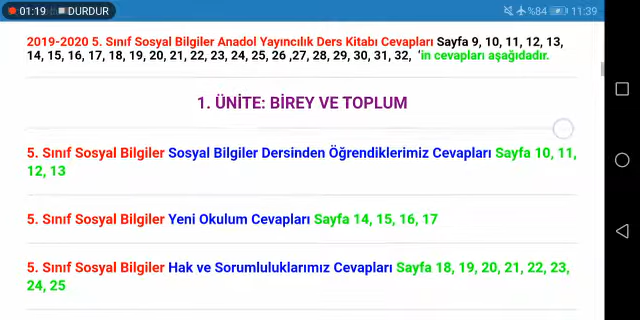 01:19 DURDUR %84 11:39
2019-2020 5. Sınıf Sosyal Bilgiler Anadol Yayıncılık Ders Kitabı Cevapları Sayfa 9, 10, 11, 12, 13,
14, 15, 16, 17, 18, 19, 20, 21, 22, 23, 24, 25, 26 ,27, 28, 29, 30, 31, 32, 'in cevapları aşağıdadır.
1. ÜNİTE: BİREY VE TOPLUM
5. Sınıf Sosyal Bilgiler Sosyal Bilgiler Dersinden Öğrendiklerimiz Cevapları Sayfa 10, 11,
12, 13
5. Sınıf Sosyal Bilgiler Yeni Okulum Cevapları Sayfa 14, 15, 16, 17
5. Sınıf Sosyal Bilgiler Hak ve Sorumluluklarımız Cevapları Sayfa 18, 19, 20, 21, 22, 23,
24, 25